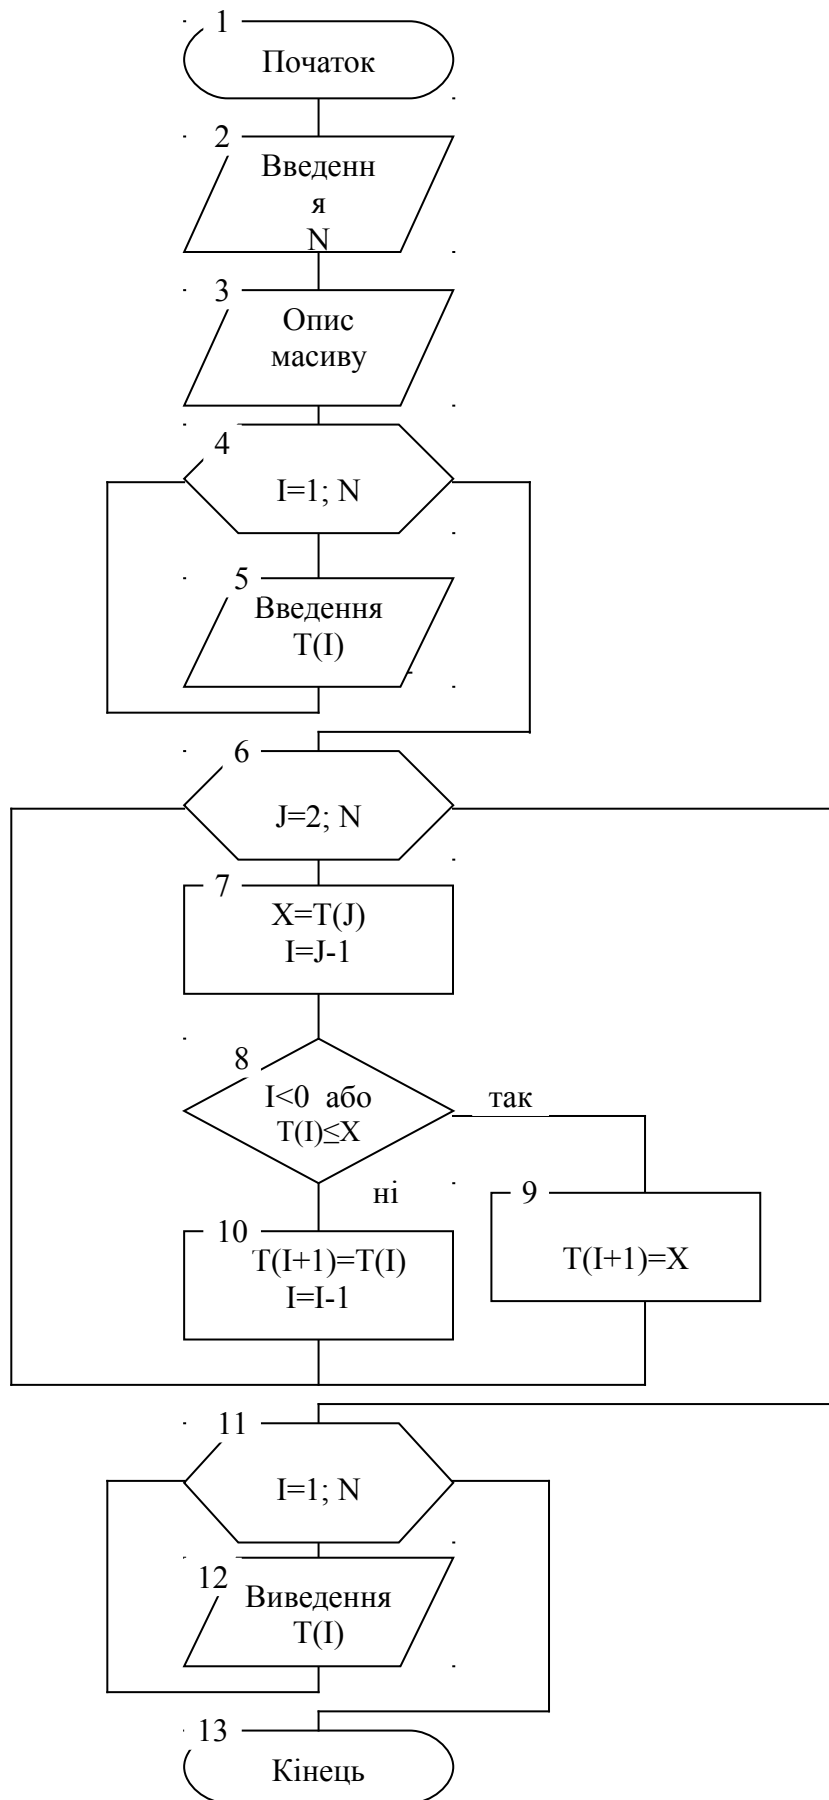 1
Початок
2
Введенн
я
N
3
Опис
масиву
4
I=1; N
5
Введення
T(I)
6
J=2; N
7
X=T(J)
I=J-1
8
I<0 або
T(I)≤X
так
ні
9
T(I+1)=X
10
T(I+1)=T(I)
I=I-1
11
I=1; N
12
Виведення
T(I)
13
Кінець